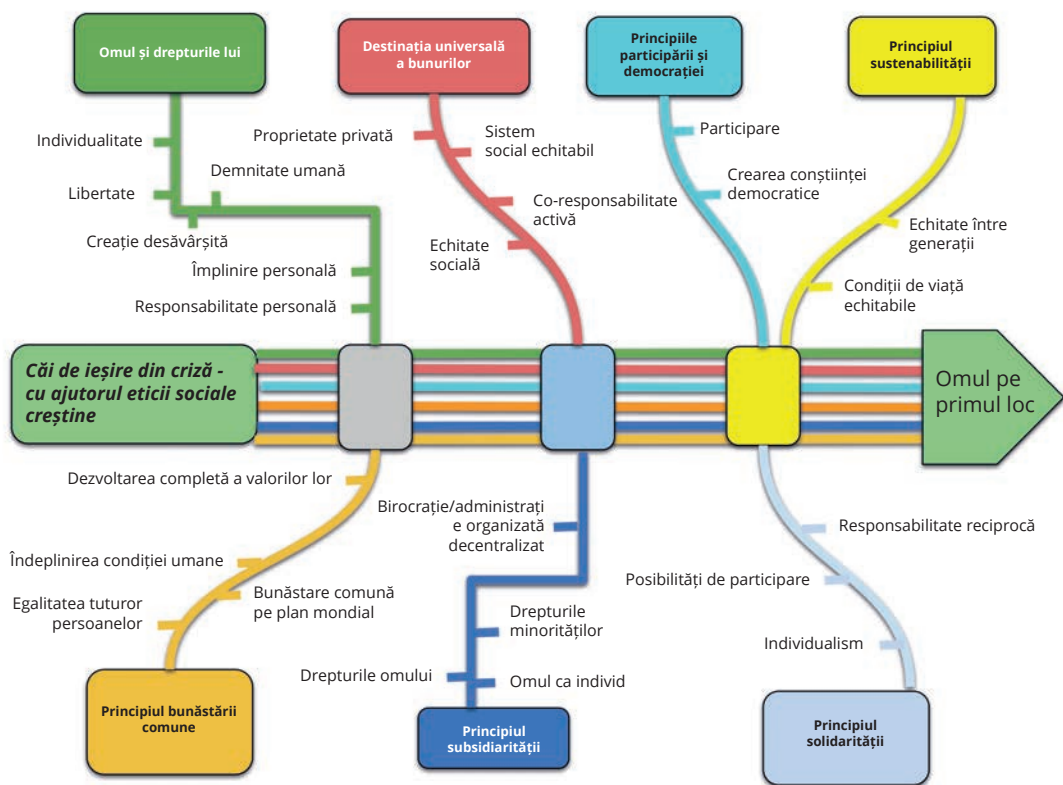 Omul și drepturile lui
Destinația universală
a bunurilor
Principiile
participării și
democrației
Principiul
sustenabilității
Individualitate
Demnitate umană
Libertate
Creație desăvârșită
Împlinire personală
Responsabilitate personală
Proprietate privată
Sistem
social echitabil
Co-responsabilitate
activă
Echitate
socială
Participare
Crearea conștiinței
democratice
Echitate între
generații
Condiții de viață
echitabile
Căi de ieșire din criză -
cu ajutorul eticii sociale
creștine
Omul pe
primul loc
Dezvoltarea completă a valorilor lor
Îndeplinirea condiției umane
Bunăstare comună
pe plan mondial
Egalitatea tuturor
persoanelor
Principiul bunăstării
comune
Birocrație/administrați
e organizată
decentralizat
Drepturile
minorităților
Drepturile omului
Omul ca individ
Principiul
subsidiarității
Responsabilitate reciprocă
Posibilități de participare
Individualism
Principiul
solidarității